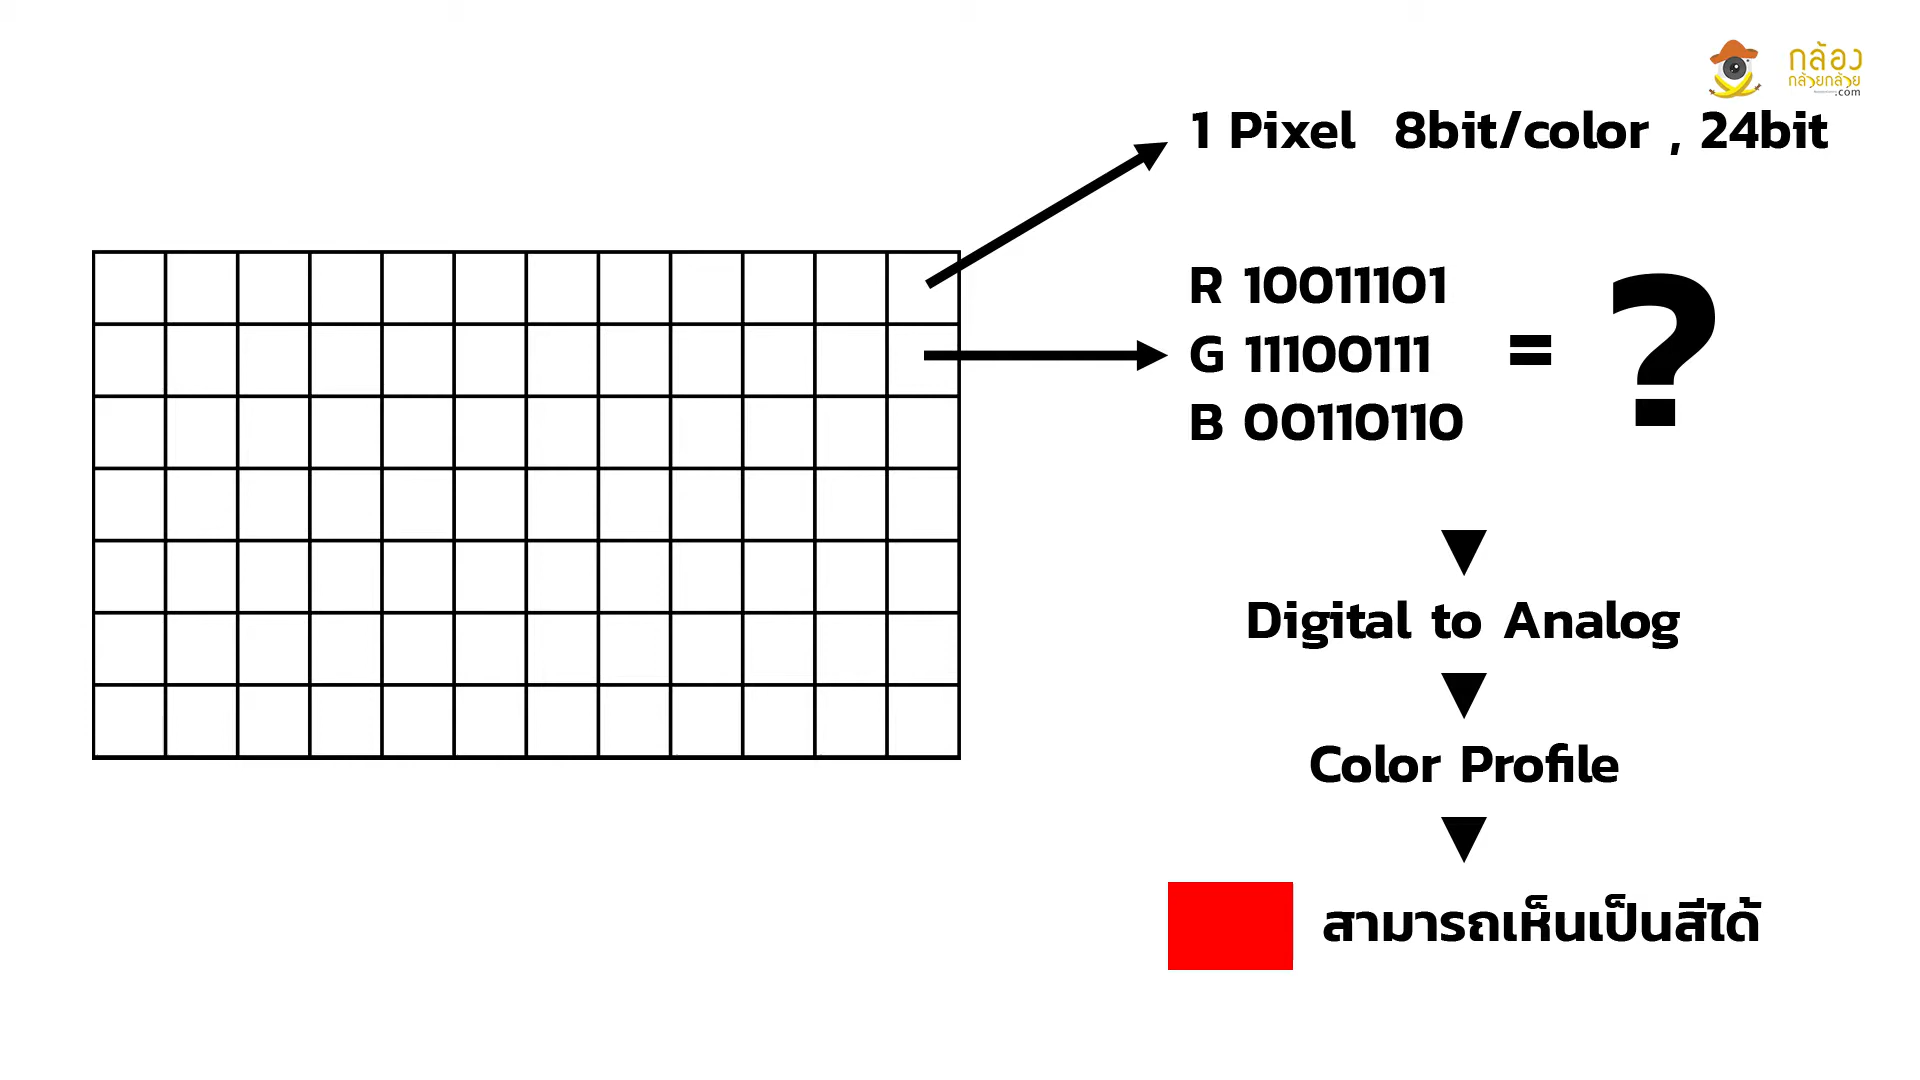 กล้อง
กล้วยกล้วย
.com
1 Pixel 8bit/color , 24bit
R 10011101
G 11100111 = ?
B 00110110
Digital to Analog
Color Profile
สามารถเห็นเป็นสีได้